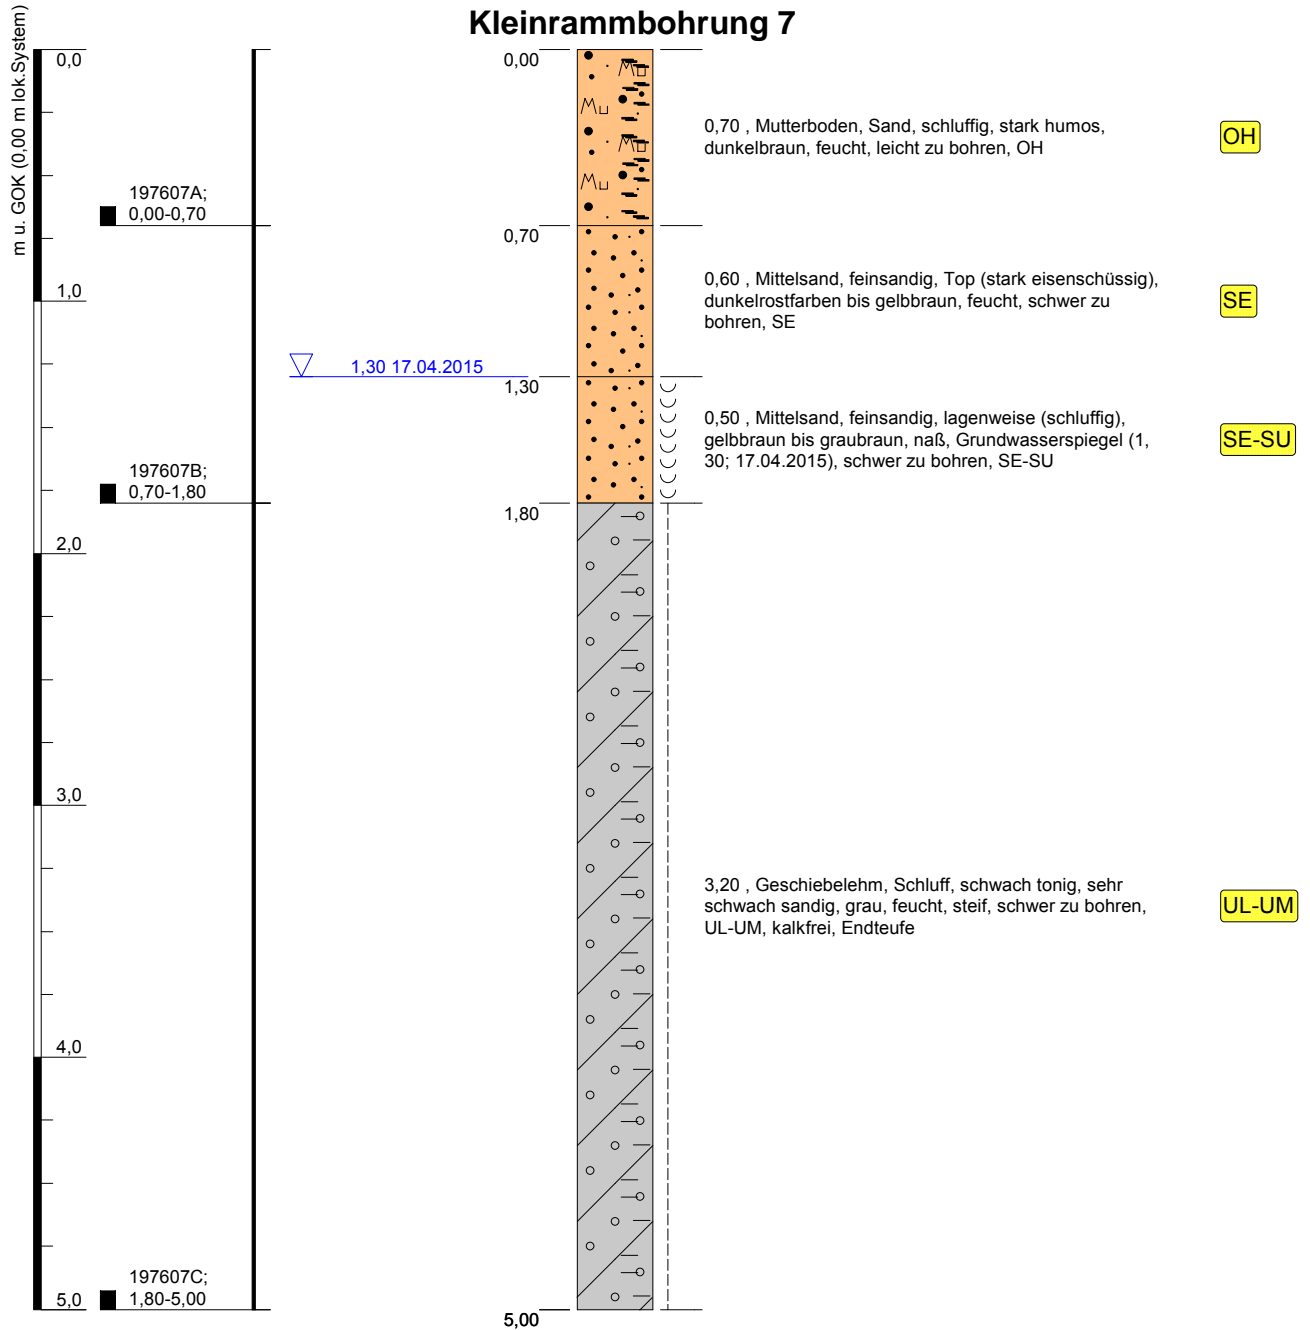 Kleinrammbohrung 7
m u. GOK (0,00 m lok.System)
0,0
0,00
0,70 , Mutterboden, Sand, schluffig, stark humos,
dunkelbraun, feucht, leicht zu bohren, OH
OH
Mu
Mu
Mu
Mu
197607A;
0,00-0,70
0,70
0,60 , Mittelsand, feinsandig, Top (stark eisenschüssig),
dunkelrostfarben bis gelbbraun, feucht, schwer zu
bohren, SE
SE
1,0
1,30 17.04.2015
1,30
0,50 , Mittelsand, feinsandig, lagenweise (schluffig),
gelbbraun bis graubraun, naß, Grundwasserspiegel (1,
30; 17.04.2015), schwer zu bohren, SE-SU
SE-SU
197607B;
0,70-1,80
1,80
2,0
3,0
3,20 , Geschiebelehm, Schluff, schwach tonig, sehr
schwach sandig, grau, feucht, steif, schwer zu bohren,
UL-UM, kalkfrei, Endteufe
UL-UM
4,0
197607C;
1,80-5,00
5,0
5,00